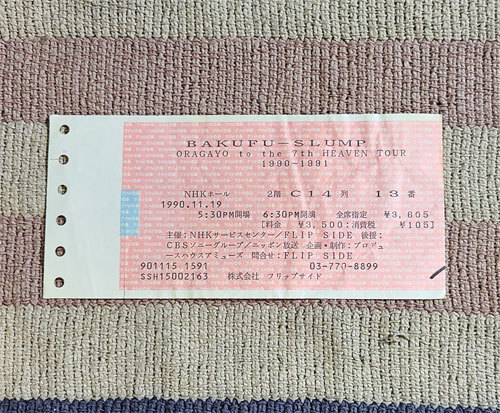 BAKUFU-SLUMP
ORAGAYO to the 7th HEAVEN TOUR
1990-1991
NHKホール 2階 C14 列 13番
1990.11.19
5:30PM開場 6:30PM開演 全席指定 ¥3,605
[料金 ¥3,500:消費税 ¥105]
主催:NHKサービスセンター/FLIP SIDE 後援:
CBSソニーグループ/ニッポン放送 企画・制作:プロデュ
ースハウスアミューズ 問合せ:FLIP SIDE
901115 1591 03-770-8899
SSH15002163 株式会社 フリップサイド